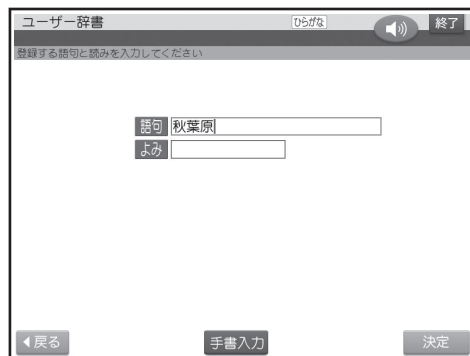 ユーザー辞書 ひらがな 終了
登録する語句と読みを入力してください
語句 秋葉原
よみ
◀戻る 手書入力 決定